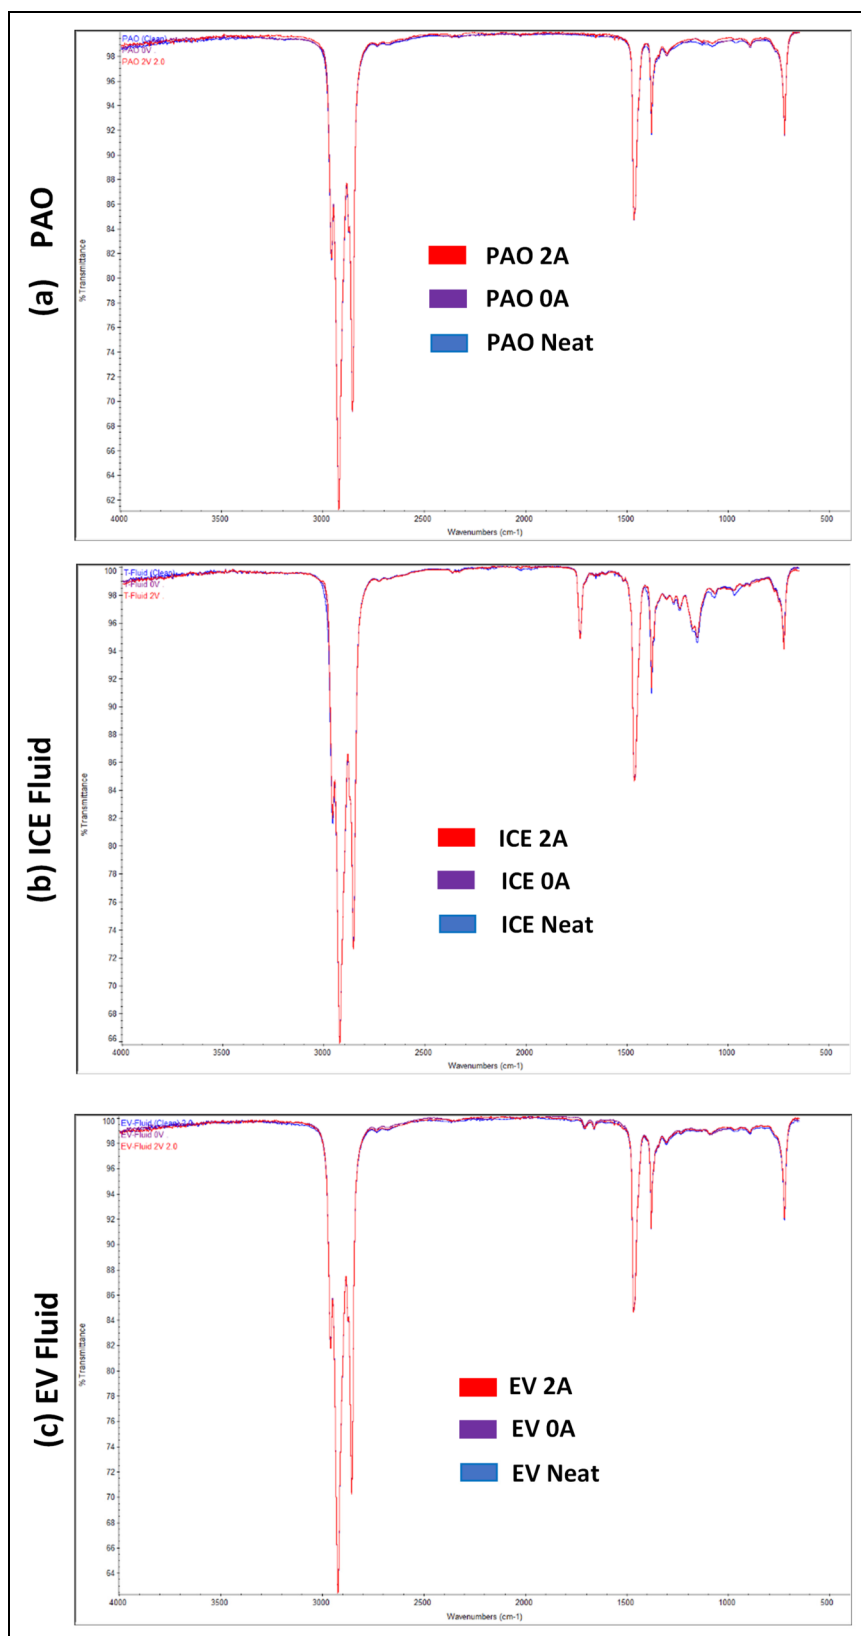 (a) PAO
PAO (Clean)
PAO 0V
PAO 2V 2.0
98
96
94
92
90
88
86
84
82
80
78
76
74
72
70
68
66
64
62
% Transmittance
PAO 2A
PAO 0A
PAO Neat
4000 3500 3000 2500 2000 1500 1000 500
Wavenumbers (cm-1)
(b) ICE Fluid
T-Fluid (Clean)
T-Fluid 0V
T-Fluid 2V
100
98
96
94
92
90
88
86
84
82
80
78
76
74
72
70
68
66
% Transmittance
ICE 2A
ICE 0A
ICE Neat
4000 3500 3000 2500 2000 1500 1000 500
Wavenumbers (cm-1)
(c) EV Fluid
EV-Fluid (Clean) 2.0
EV-Fluid 0V
EV-Fluid 2V 2.0
100
98
96
94
92
90
88
86
84
82
80
78
76
74
72
70
68
66
64
% Transmittance
EV 2A
EV 0A
EV Neat
4000 3500 3000 2500 2000 1500 1000 500
Wavenumbers (cm-1)